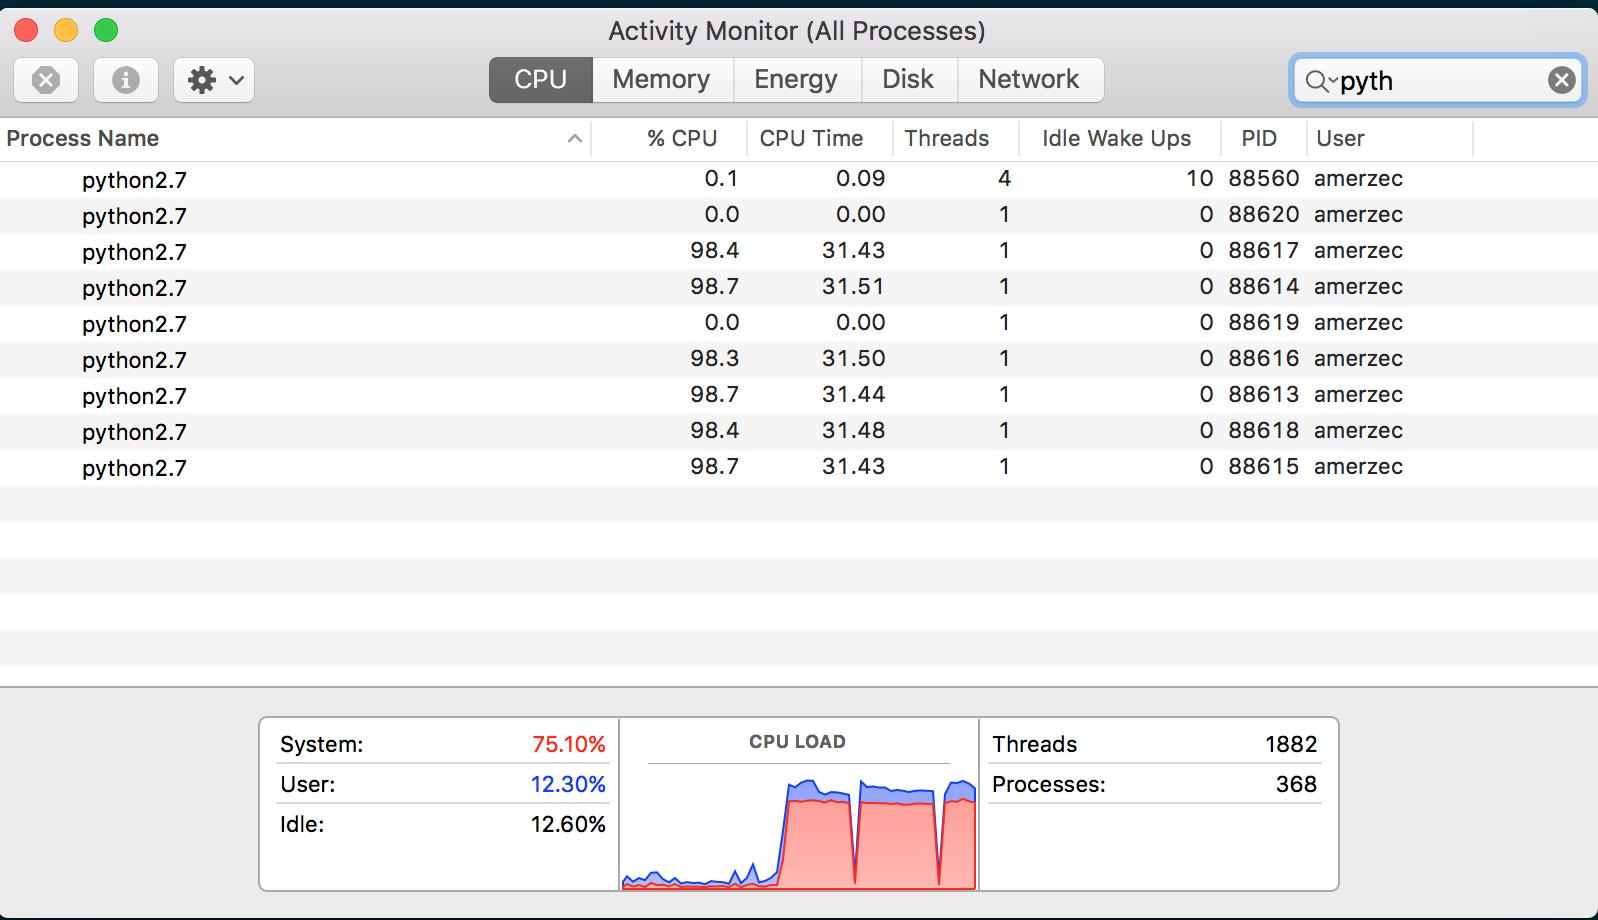 Activity Monitor (All Processes)
CPU Memory Energy Disk Network pyth
Process Name % CPU CPU Time Threads Idle Wake Ups PID User
python2.7 0.1 0.09 4 10 88560 amerzec
python2.7 0.0 0.00 1 0 88620 amerzec
python2.7 98.4 31.43 1 0 88617 amerzec
python2.7 98.7 31.51 1 0 88614 amerzec
python2.7 0.0 0.00 1 0 88619 amerzec
python2.7 98.3 31.50 1 0 88616 amerzec
python2.7 98.7 31.44 1 0 88613 amerzec
python2.7 98.4 31.48 1 0 88618 amerzec
python2.7 98.7 31.43 1 0 88615 amerzec
System: 75.10%
User: 12.30%
Idle: 12.60%
CPU LOAD
Threads 1882
Processes: 368